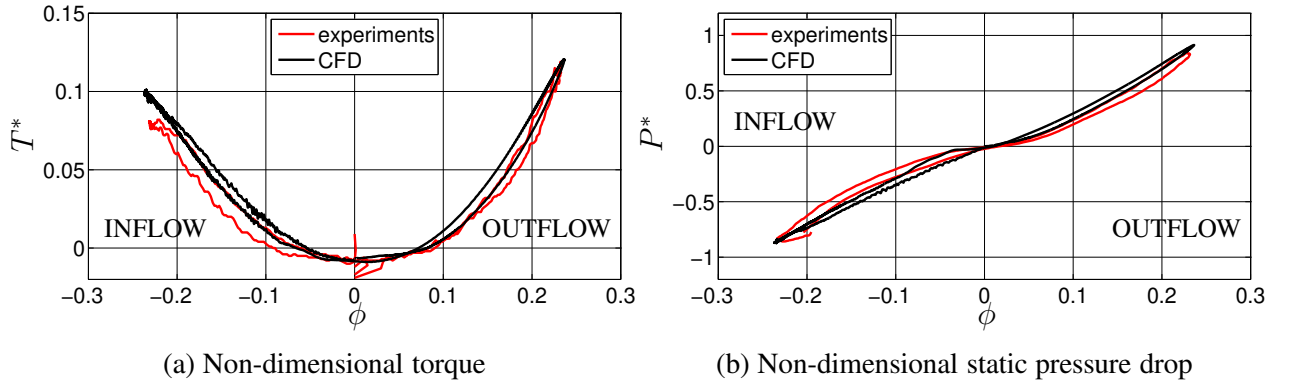 0.15
0.1
0.05
0
T*
experiments
CFD
INFLOW
OUTFLOW
−0.3 −0.2 −0.1 0 0.1 0.2 0.3
ϕ
(a) Non-dimensional torque
1
0.5
0
−0.5
−1
P*
experiments
CFD
INFLOW
OUTFLOW
−0.3 −0.2 −0.1 0 0.1 0.2 0.3
ϕ
(b) Non-dimensional static pressure drop